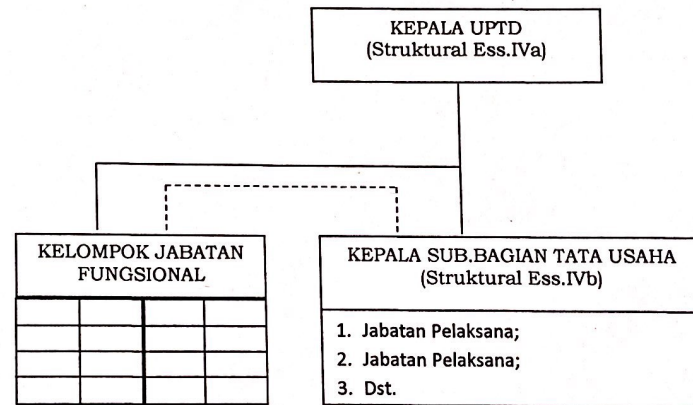 KEPALA UPTD
(Struktural Ess.IVa)
KELOMPOK JABATAN
FUNGSIONAL
KEPALA SUB.BAGIAN TATA USAHA
(Struktural Ess.IVb)
1. Jabatan Pelaksana;
2. Jabatan Pelaksana;
3. Dst.